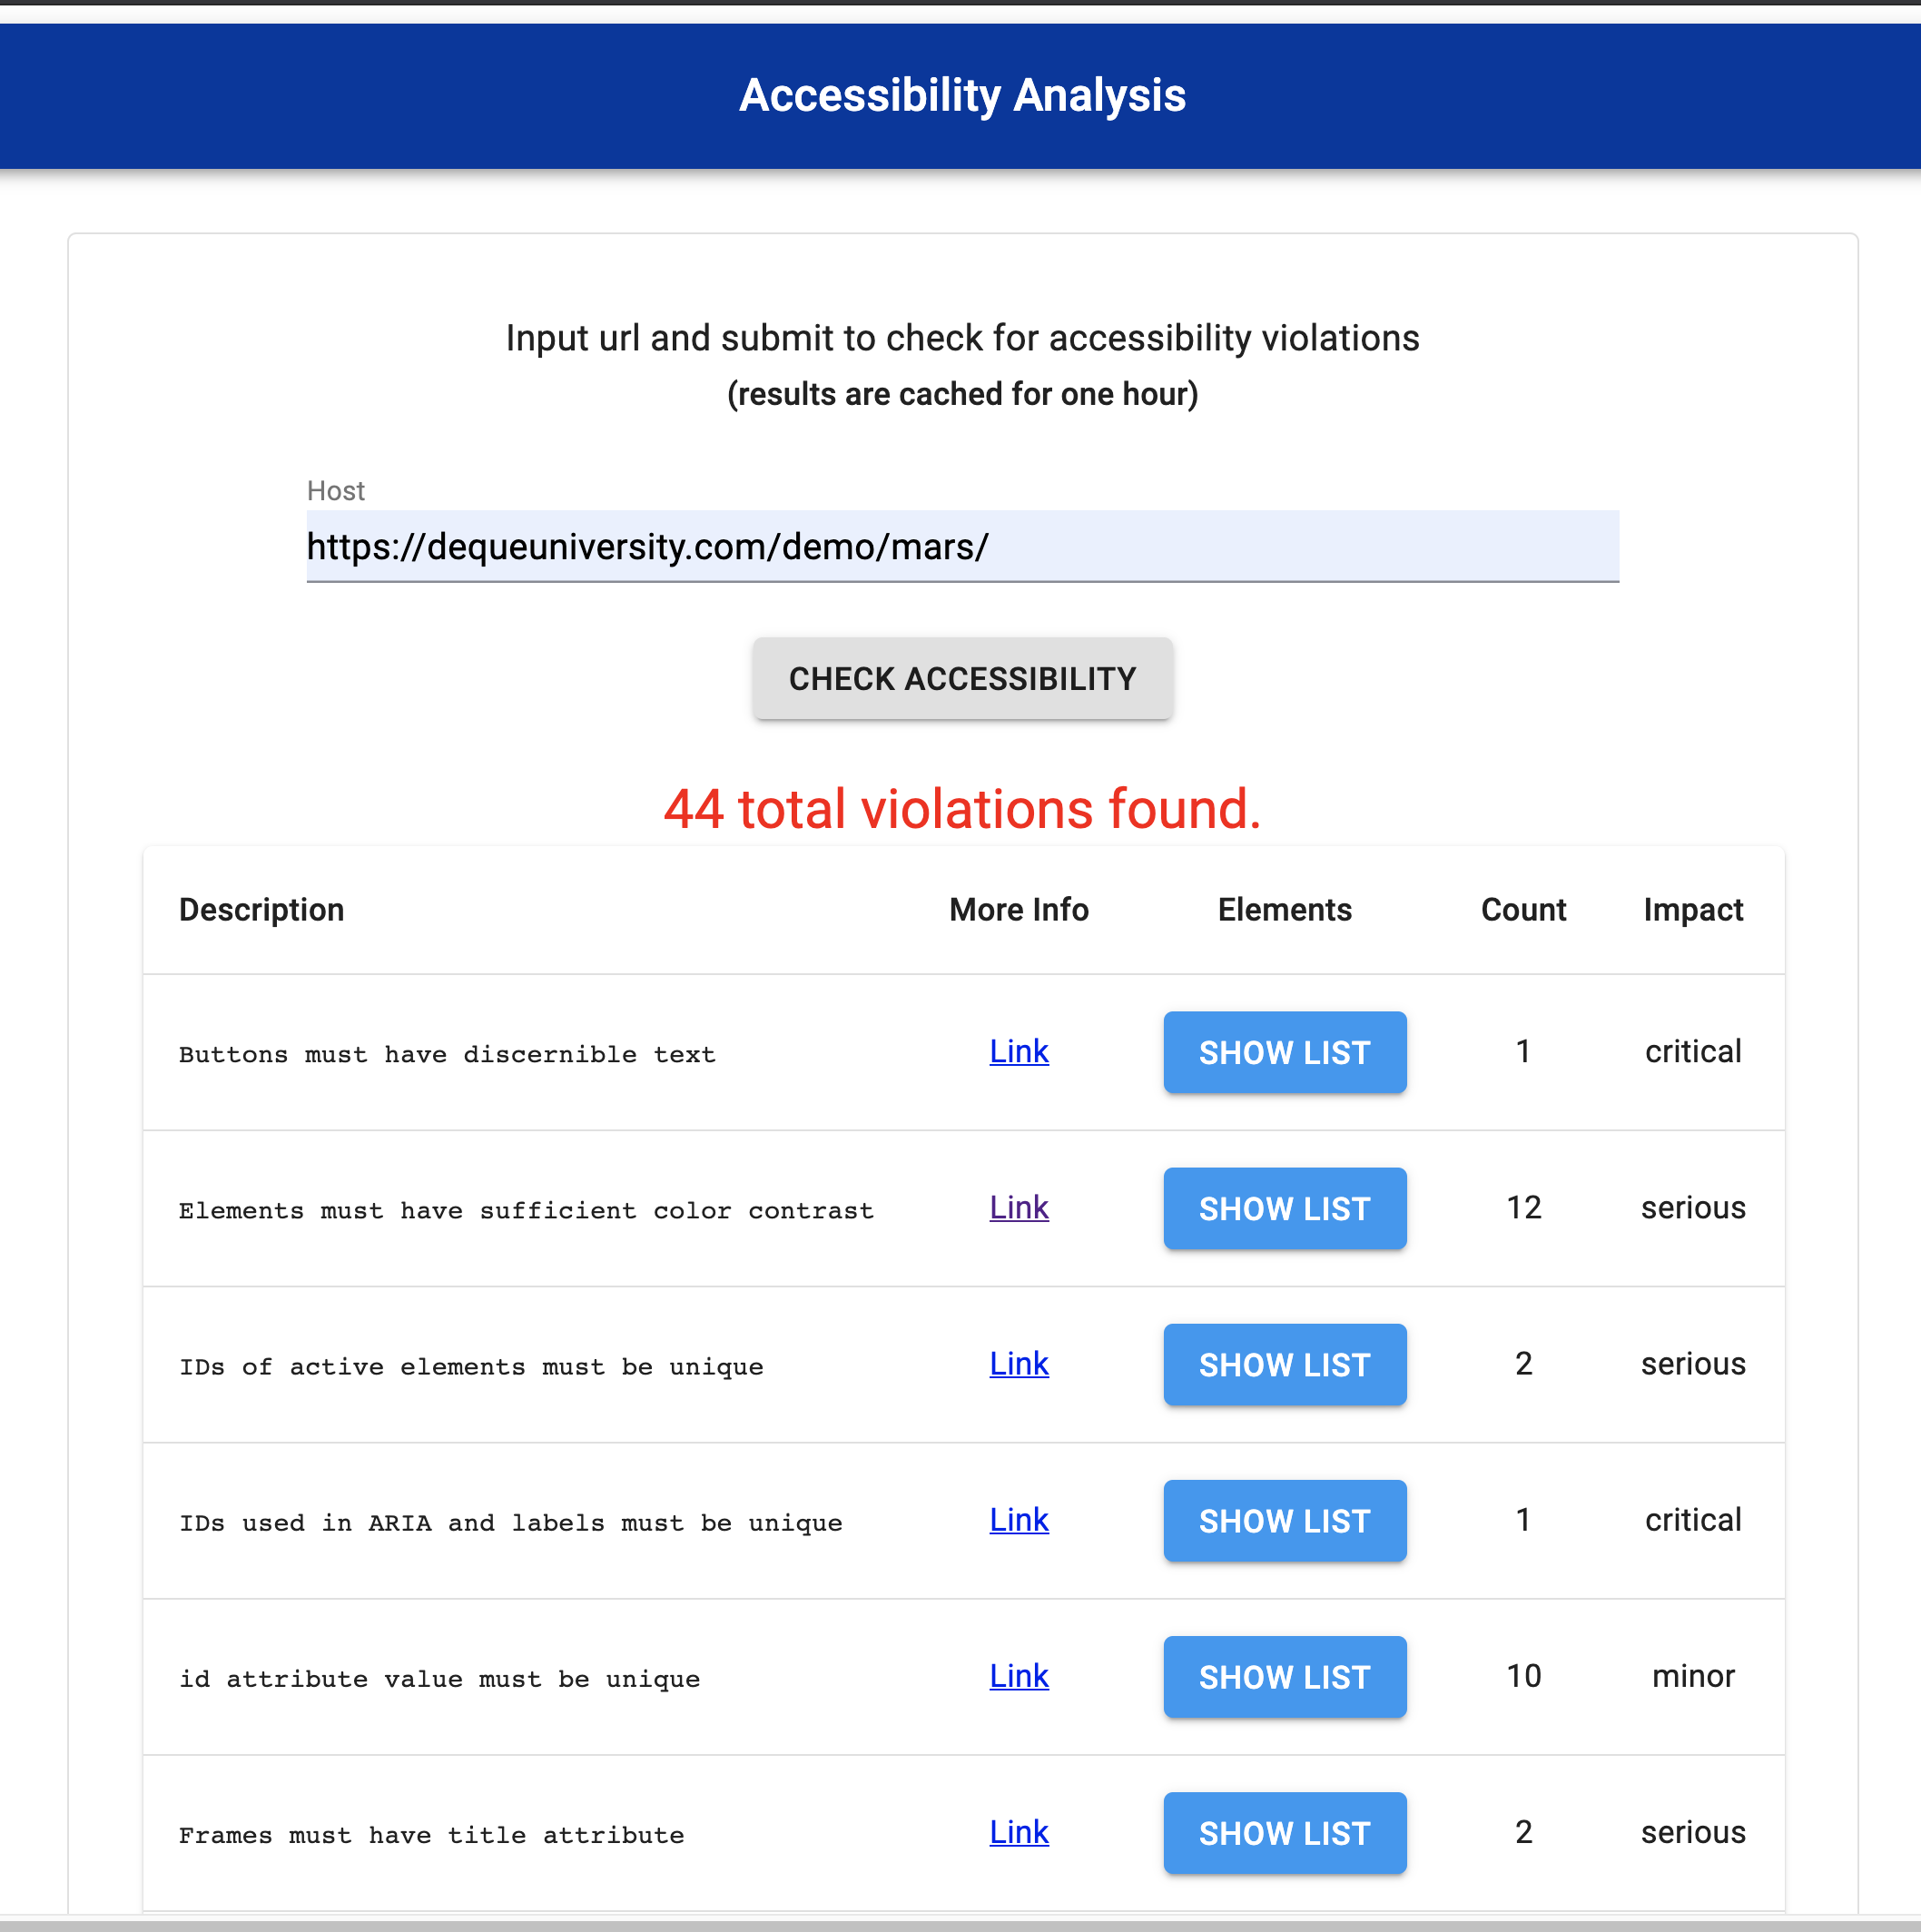 Accessibility Analysis
Input url and submit to check for accessibility violations
(results are cached for one hour)
Host
https://dequeuniversity.com/demo/mars/
CHECK ACCESSIBILITY
44 total violations found.
Description More Info Elements Count Impact
Buttons must have discernible text Link SHOW LIST 1 critical
Elements must have sufficient color contrast Link SHOW LIST 12 serious
IDs of active elements must be unique Link SHOW LIST 2 serious
IDs used in ARIA and labels must be unique Link SHOW LIST 1 critical
id attribute value must be unique Link SHOW LIST 10 minor
Frames must have title attribute Link SHOW LIST 2 serious